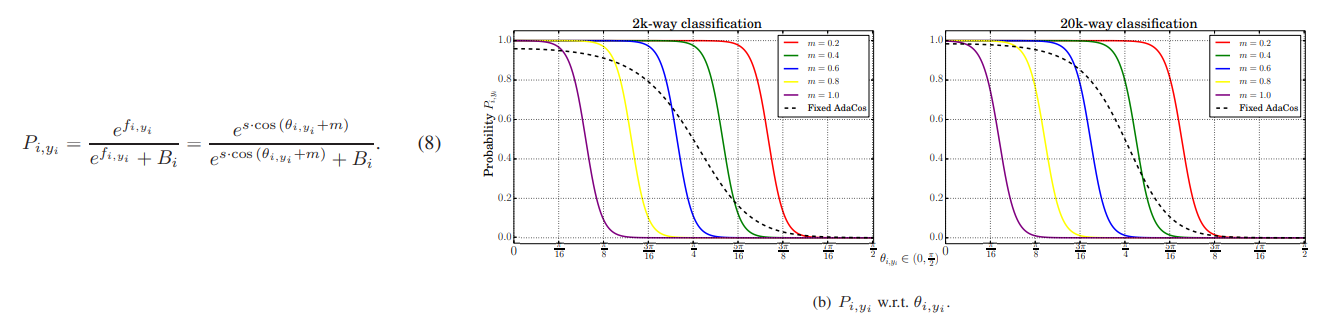 P_{i,y_i} = \frac{e^{f_{i,y_i}}}{e^{f_{i,y_i}} + B_i} = \frac{e^{s·cos (θ_{i,y_i}+m)}}{e^{s·cos (θ_{i,y_i}+m)} + B_i}. (8)
2k-way classification
Probability P_{i,y_i}
1.0
0.8
0.6
0.4
0.2
0.0
m = 0.2
m = 0.4
m = 0.6
m = 0.8
m = 1.0
Fixed AdaCos
0 π/16 π/8 3π/16 π/4 5π/16 3π/8 7π/16 π/2
θ_{i,y_i} ∈ (0, π/2)
20k-way classification
1.0
0.8
0.6
0.4
0.2
0.0
m = 0.2
m = 0.4
m = 0.6
m = 0.8
m = 1.0
Fixed AdaCos
0 π/16 π/8 3π/16 π/4 5π/16 3π/8 7π/16 π/2
(b) P_{i,y_i} w.r.t. θ_{i,y_i}.